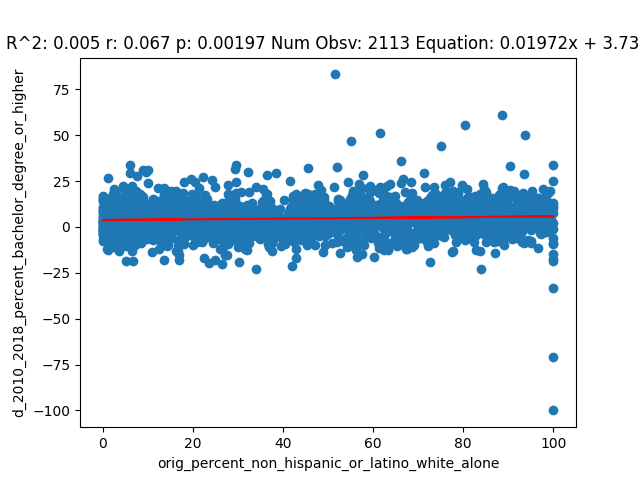 R^2: 0.005 r: 0.067 p: 0.00197 Num Obsv: 2113 Equation: 0.01972x + 3.73
d_2010_2018_percent_bachelor_degree_or_higher
75
50
25
0
−25
−50
−75
−100
0 20 40 60 80 100
orig_percent_non_hispanic_or_latino_white_alone